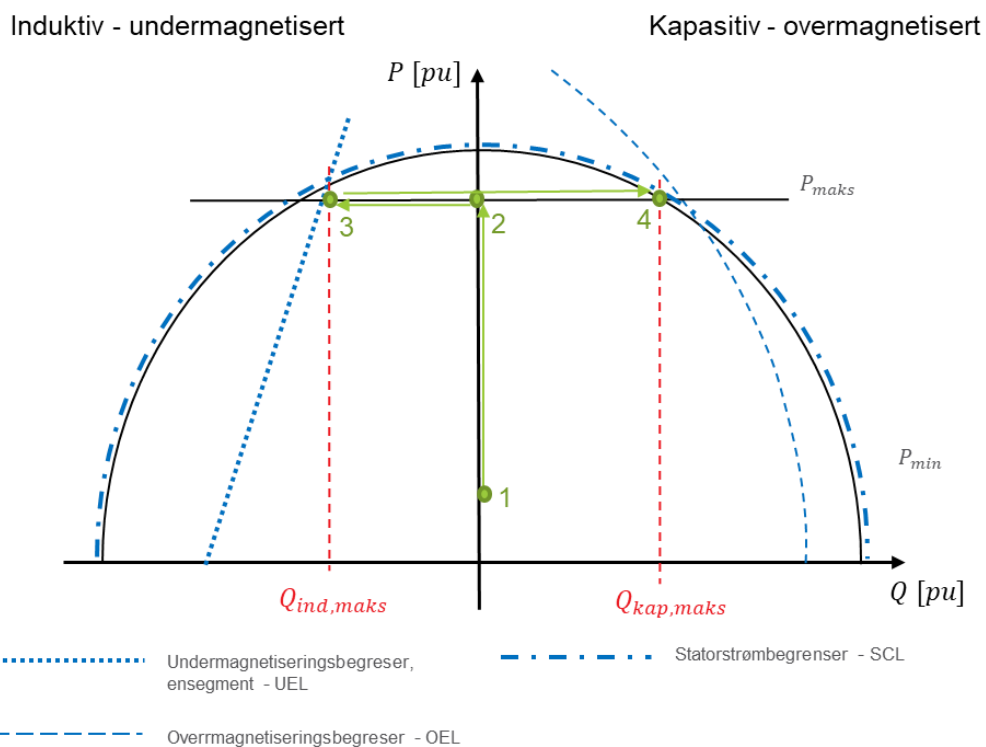 Induktiv - undermagnetisert
Kapasitiv - overmagnetisert
P [pu]
P_maks
3
2
4
P_min
1
Q_ind,maks
Q_kap,maks
Q [pu]
Undermagnetiseringsbegreser,
ensegment - UEL
Statorstrømbegrenser - SCL
Overrmagnetiseringsbegreser - OEL